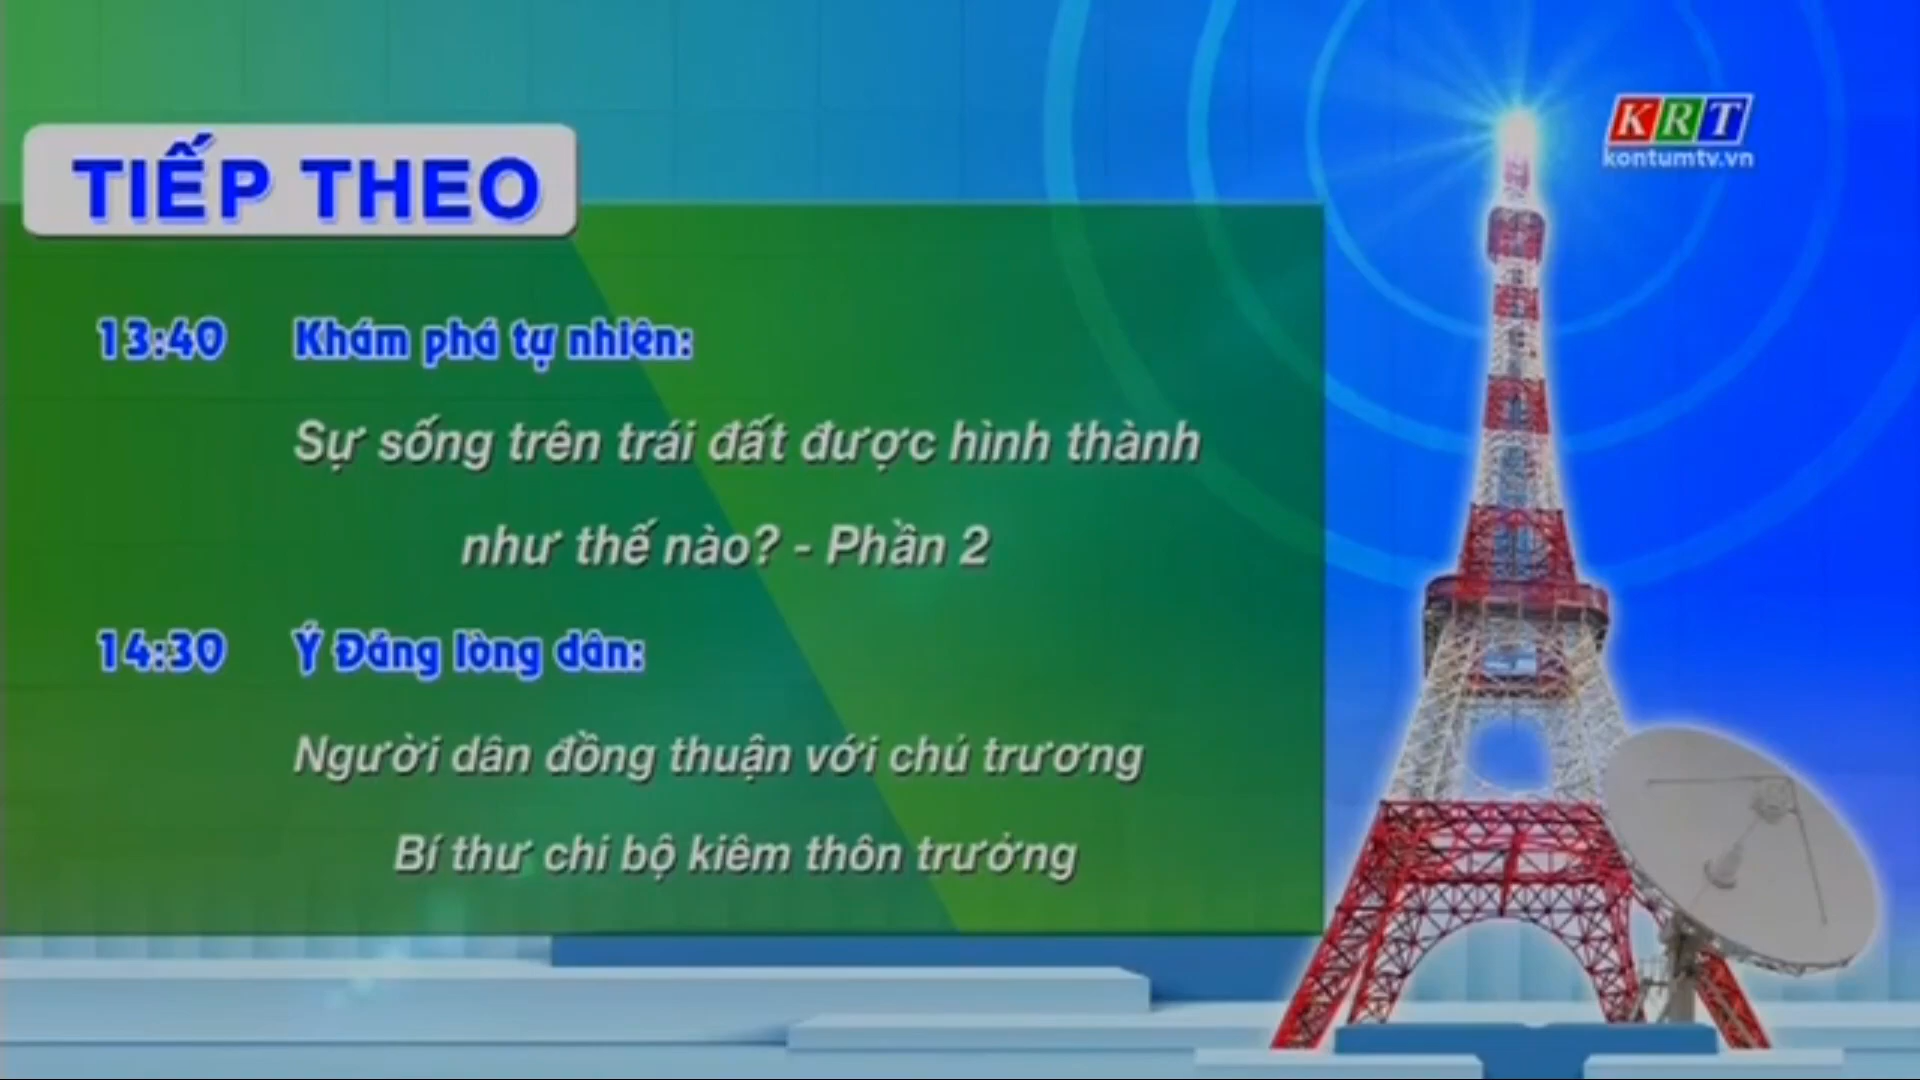 KRT
kontumtv.vn
TIẾP THEO
13:40 Khám phá tự nhiên:
Sự sống trên trái đất được hình thành
như thế nào? - Phần 2
14:30 Ý Đảng lòng dân:
Người dân đồng thuận với chủ trương
Bí thư chi bộ kiêm thôn trưởng